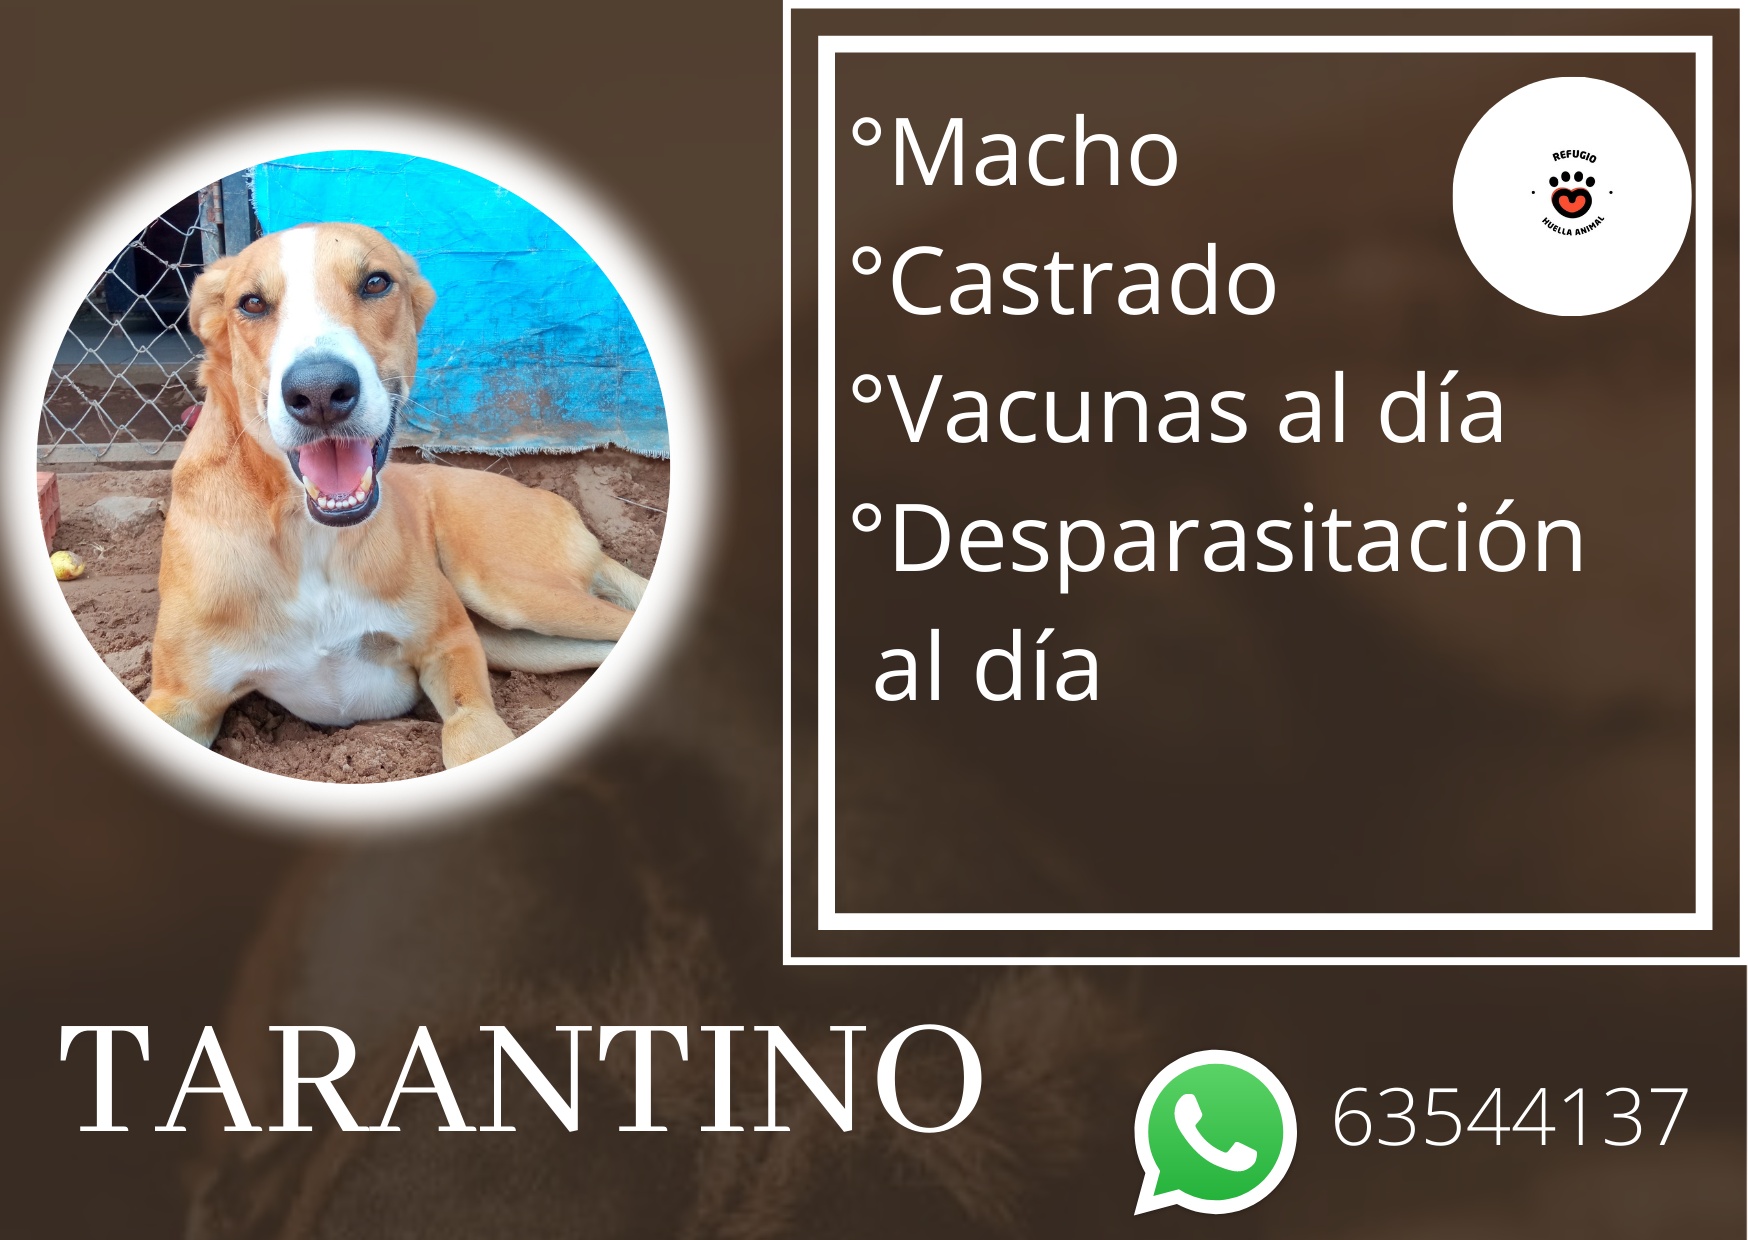 °Macho
°Castrado
°Vacunas al día
°Desparasitación
al día
REFUGIO
HUELLA ANIMAL
TARANTINO
63544137